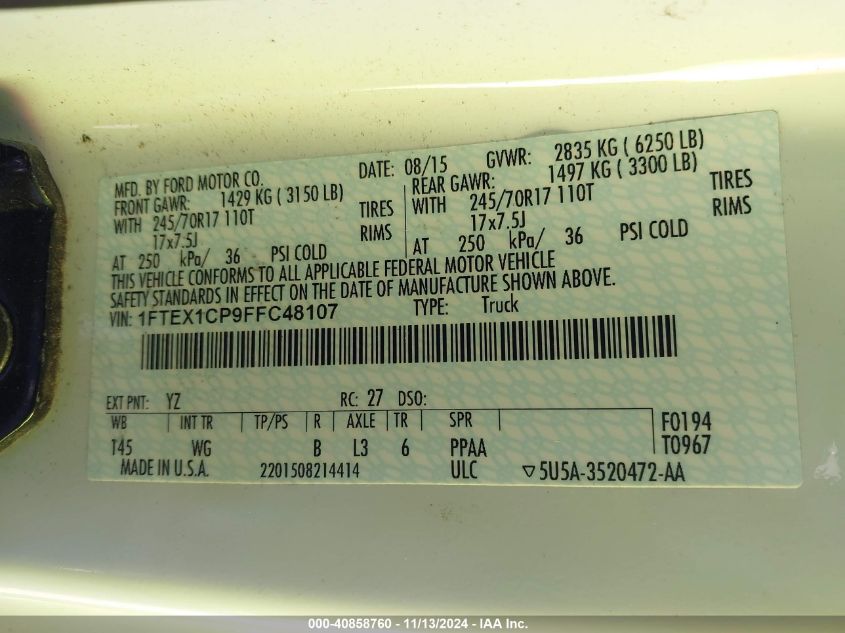 MFD. BY FORD MOTOR CO. DATE: 08/15 GVWR: 2835 KG ( 6250 LB)
FRONT GAWR: 1429 KG ( 3150 LB) REAR GAWR: 1497 KG ( 3300 LB)
WITH 245/70R17 110T TIRES WITH 245/70R17 110T TIRES
17x7.5J RIMS 17x7.5J RIMS
AT 250 kPa/ 36 PSI COLD AT 250 kPa/ 36 PSI COLD
THIS VEHICLE CONFORMS TO ALL APPLICABLE FEDERAL MOTOR VEHICLE
SAFETY STANDARDS IN EFFECT ON THE DATE OF MANUFACTURE SHOWN ABOVE.
VIN: 1FTEX1CP9FFC48107 TYPE: Truck
EXT PNT: YZ RC: 27 DSO:
WB INT TR TP/PS R AXLE TR SPR F0194
T45 WG B L3 6 PPAA T0967
MADE IN U.S.A. 2201508214414 ULC ▽5U5A-3520472-AA
000-40858760 - 11/13/2024 - IAA Inc.